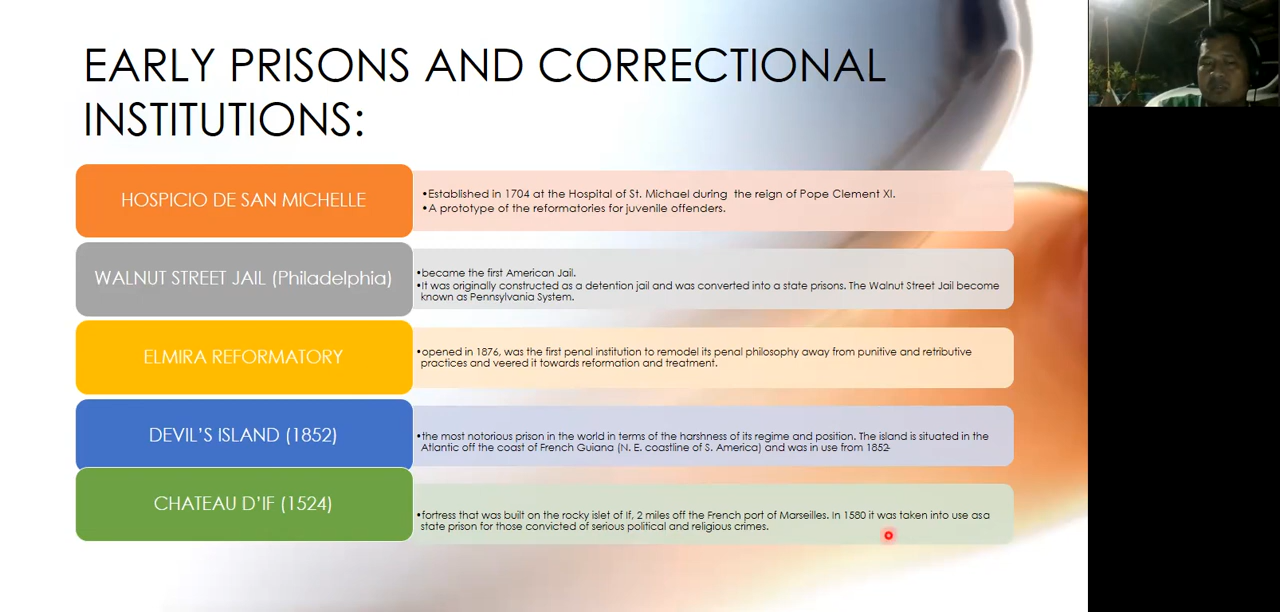 EARLY PRISONS AND CORRECTIONAL
INSTITUTIONS:
HOSPICIO DE SAN MICHELLE
•Established in 1704 at the Hospital of St. Michael during the reign of Pope Clement XI.
•A prototype of the reformatories for juvenile offenders.
WALNUT STREET JAIL (Philadelphia)
•became the first American Jail.
•It was originally constructed as a detention jail and was converted into a state prisons. The Walnut Street Jail become
known as Pennsylvania System.
ELMIRA REFORMATORY
•opened in 1876, was the first penal institution to remodel its penal philosophy away from punitive and retributive
practices and veered it towards reformation and treatment.
DEVIL'S ISLAND (1852)
•the most notorious prison in the world in terms of the harshness of its regime and position. The island is situated in the
Atlantic off the coast of French Guiana (N. E. coastline of S. America) and was in use from 1852-
CHATEAU D'IF (1524)
•fortress that was built on the rocky islet of If, 2 miles off the French port of Marseilles. In 1580 it was taken into use asa
state prison for those convicted of serious political and religious crimes.